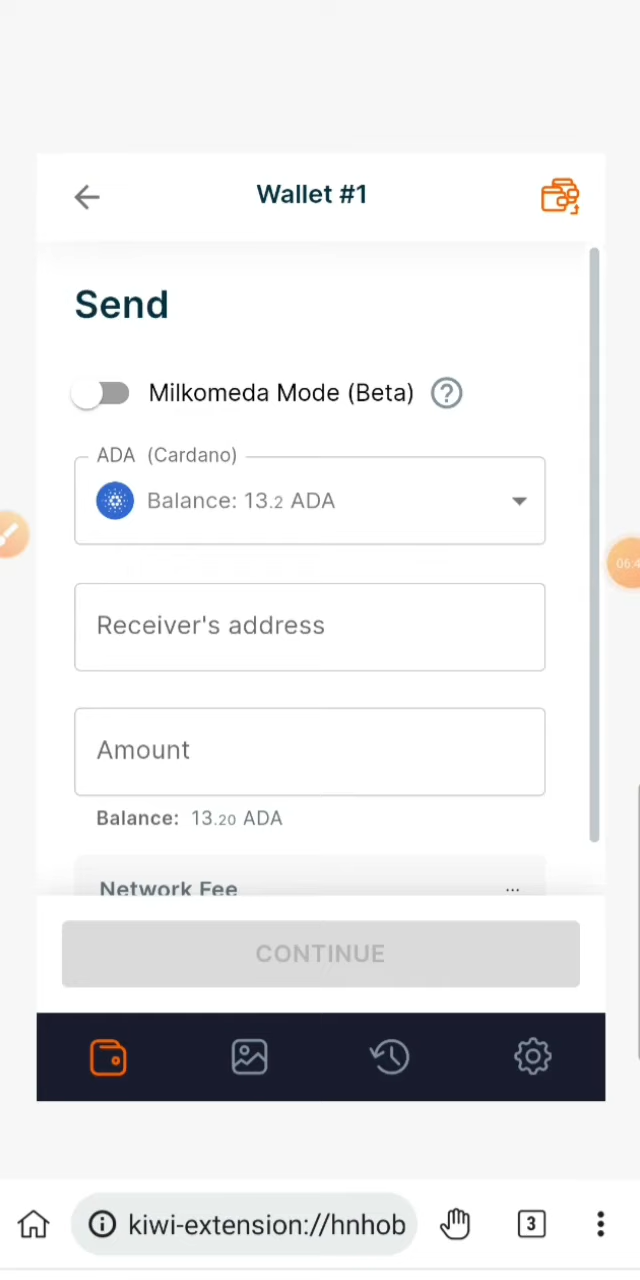 Wallet #1
Send
Milkomeda Mode (Beta) ?
ADA (Cardano)
Balance: 13.2 ADA
Receiver's address
Amount
Balance: 13.20 ADA
Network Fee ...
CONTINUE
kiwi-extension://hnhob
3